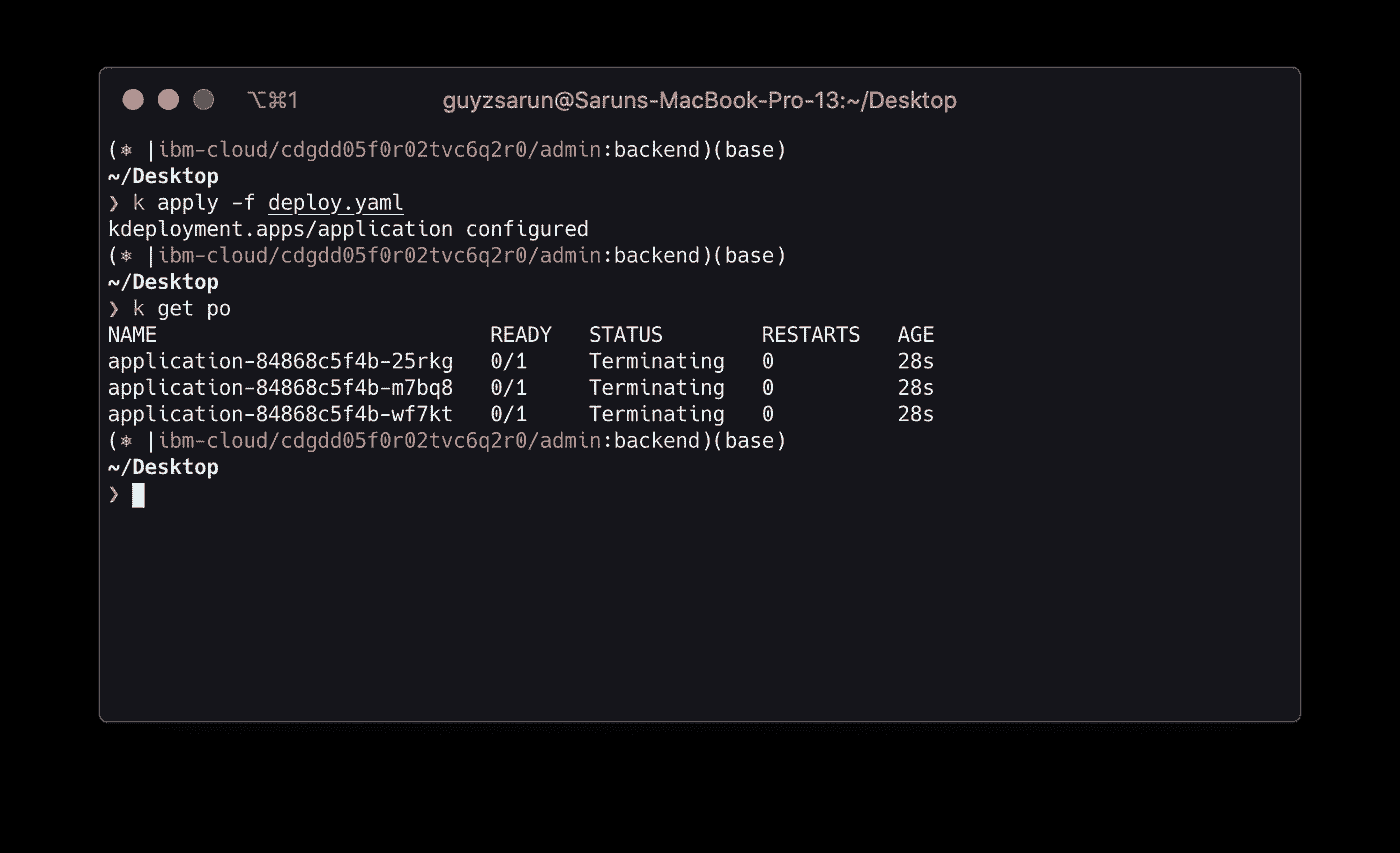 ⌥⌘1 guyzsarun@Saruns-MacBook-Pro-13:~/Desktop
(⎈ |ibm-cloud/cdgdd05f0r02tvc6q2r0/admin:backend)(base)
~/Desktop
❯ k apply -f deploy.yaml
kdeployment.apps/application configured
(⎈ |ibm-cloud/cdgdd05f0r02tvc6q2r0/admin:backend)(base)
~/Desktop
❯ k get po
NAME READY STATUS RESTARTS AGE
application-84868c5f4b-25rkg 0/1 Terminating 0 28s
application-84868c5f4b-m7bq8 0/1 Terminating 0 28s
application-84868c5f4b-wf7kt 0/1 Terminating 0 28s
(⎈ |ibm-cloud/cdgdd05f0r02tvc6q2r0/admin:backend)(base)
~/Desktop
❯